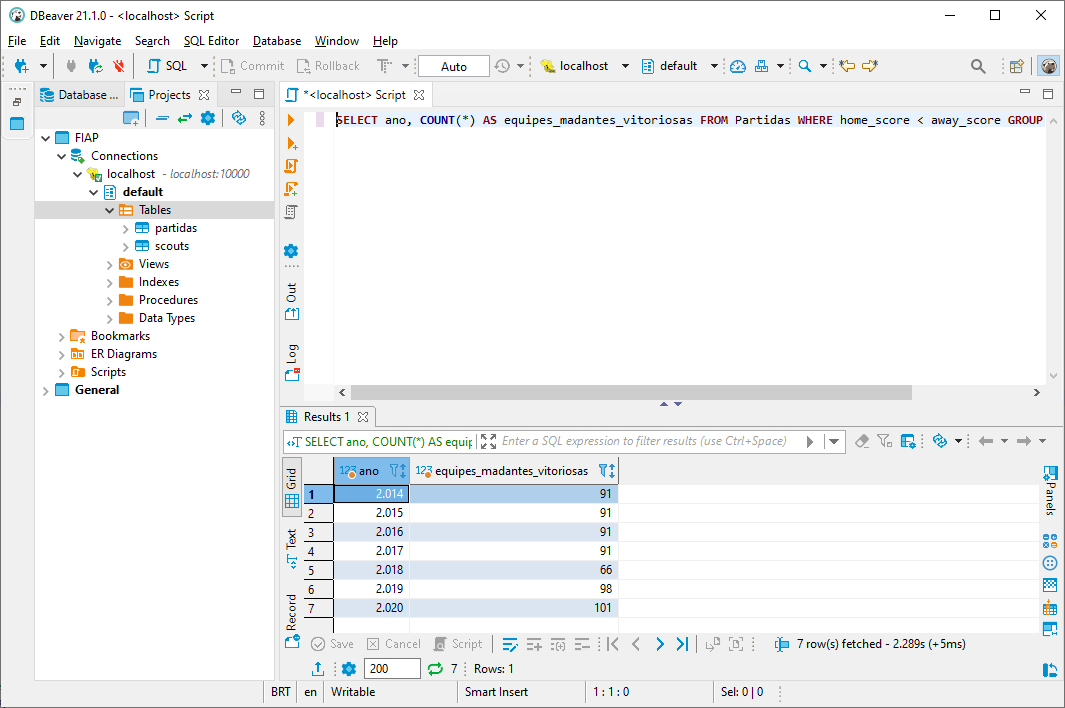 DBeaver 21.1.0 - <localhost> Script
File Edit Navigate Search SQL Editor Database Window Help
SQL Commit Rollback Auto localhost default
Database ... Projects
*<localhost> Script
FIAP
Connections
localhost - localhost:10000
default
Tables
partidas
scouts
Views
Indexes
Procedures
Data Types
Bookmarks
ER Diagrams
Scripts
General
SELECT ano, COUNT(*) AS equipes_madantes_vitoriosas FROM Partidas WHERE home_score < away_score GROUP
Out
Log
Results 1
SELECT ano, COUNT(*) AS equip Enter a SQL expression to filter results (use Ctrl+Space)
Grid
Text
Record
Panels
123 ano 123 equipes_madantes_vitoriosas
1 2.014 91
2 2.015 91
3 2.016 91
4 2.017 91
5 2.018 66
6 2.019 98
7 2.020 101
Save Cancel Script 7 row(s) fetched - 2.289s (+5ms)
200 7 Rows: 1
BRT en Writable Smart Insert 1 : 1 : 0 Sel: 0 | 0